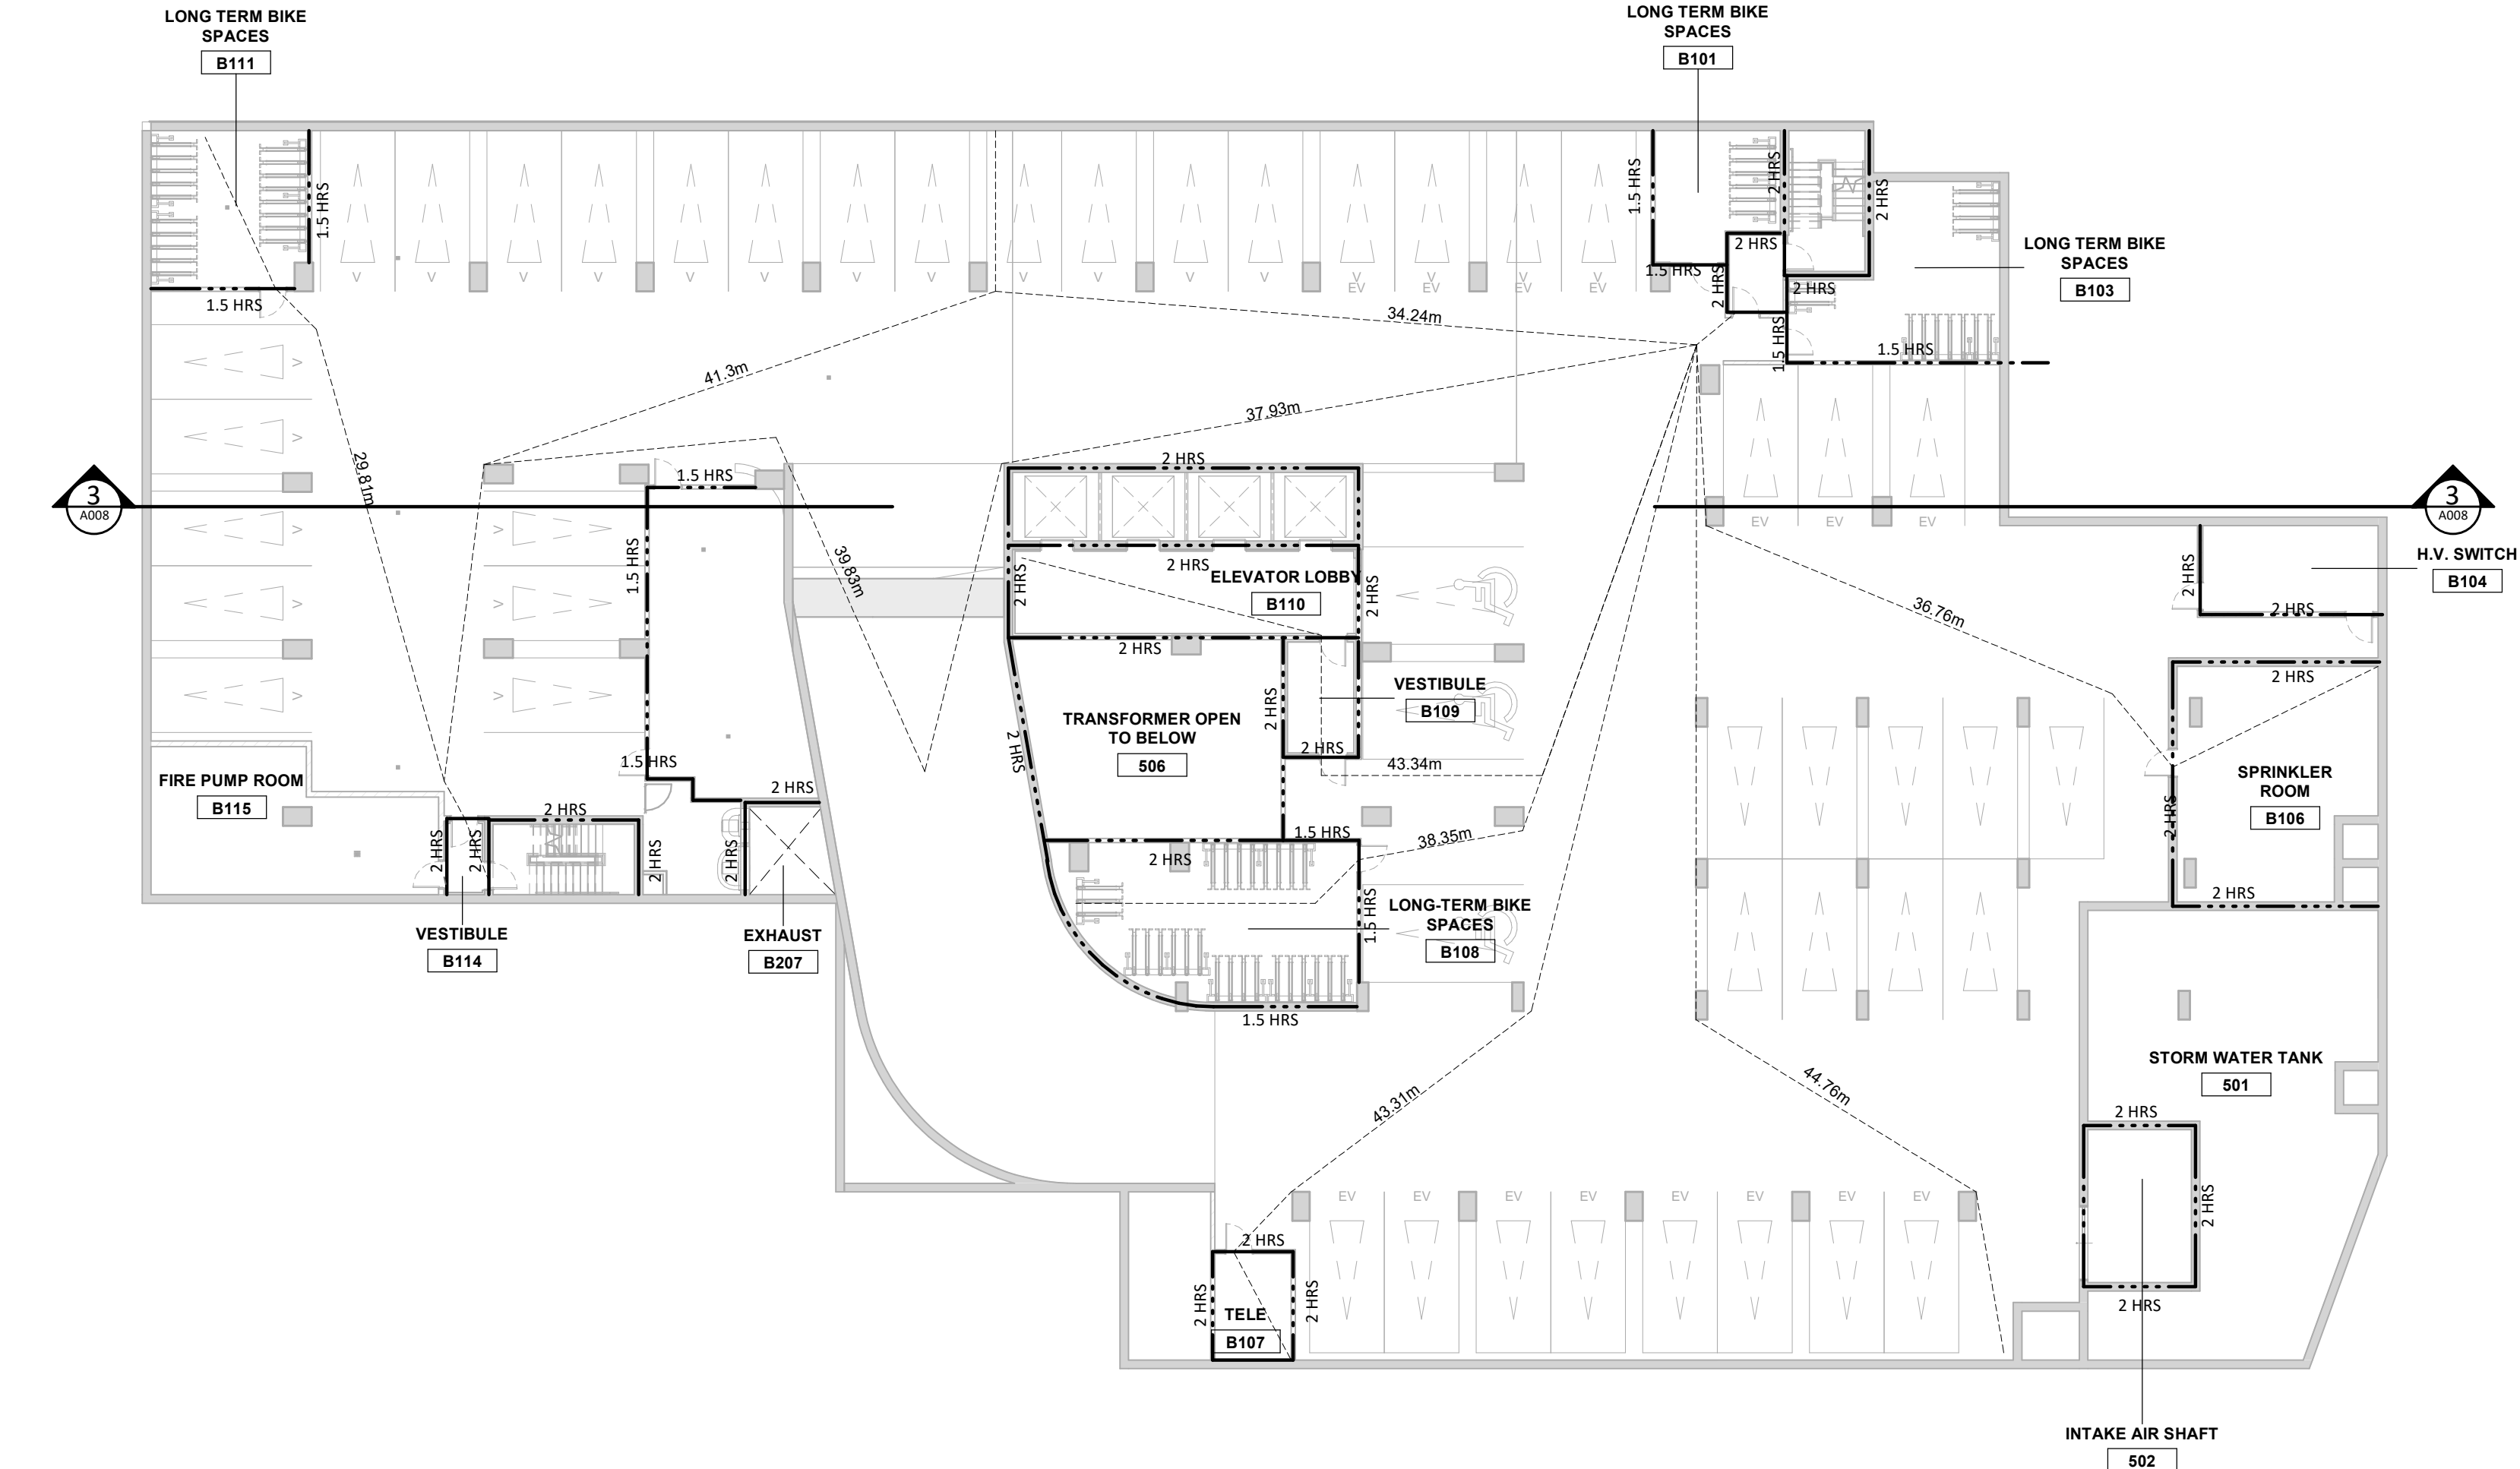 LONG TERM BIKE
SPACES
B111
LONG TERM BIKE
SPACES
B101
1.5 HRS
1.5 HRS
2 HRS
2 HRS
2 HRS
LONG TERM BIKE
SPACES
B103
1.5 HRS
V
V
V
V
V
V
V
V
V
V
V
V
V
EV
V
EV
V
EV
V
EV
1.5 HRS
2 HRS
2 HRS
1.5 HRS
1.5 HRS
34.24m
41.3m
37.93m
V
V
29.81m
1.5 HRS
2 HRS
3
A008
3
A008
V
V
EV
EV
EV
1.5 HRS
39.83m
2 HRS
2 HRS
ELEVATOR LOBBY
B110
2 HRS
2 HRS
H.V. SWITCH
B104
2 HRS
36.76m
V
V
2 HRS
2 HRS
V
V
VESTIBULE
B109
2 HRS
TRANSFORMER OPEN
TO BELOW
506
2 HRS
2 HRS
1.5 HRS
43.34m
FIRE PUMP ROOM
B115
2 HRS
SPRINKLER
ROOM
B106
2 HRS
2 HRS
1.5 HRS
38.35m
2 HRS
2 HRS
2 HRS
2 HRS
2 HRS
2 HRS
2 HRS
LONG-TERM BIKE
SPACES
B108
1.5 HRS
VESTIBULE
B114
EXHAUST
B207
1.5 HRS
STORM WATER TANK
501
43.31m
44.76m
2 HRS
EV
EV
EV
EV
EV
EV
EV
EV
2 HRS
2 HRS
2 HRS
2 HRS
TELE
B107
2 HRS
INTAKE AIR SHAFT
502